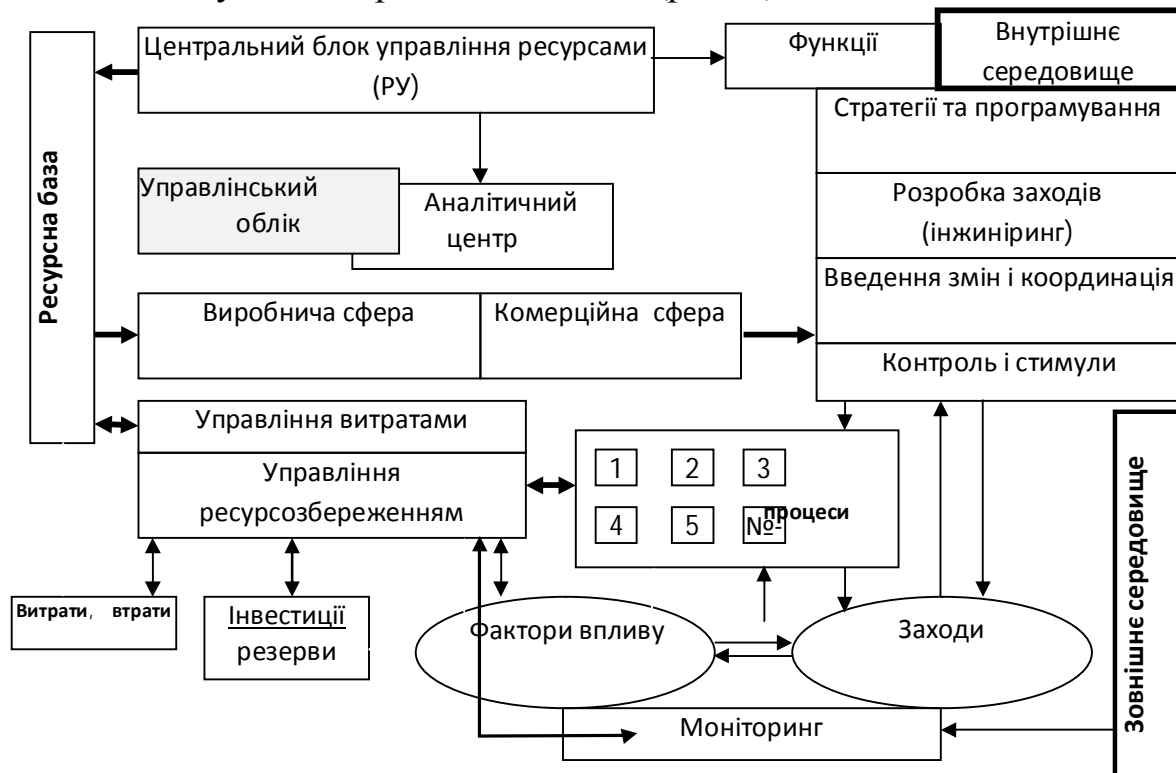 Центральний блок управління ресурсами
(РУ)
Функції
Внутрішнє
середовище
Ресурсна база
Стратегії та програмування
Управлінський
облік
Аналітичний
центр
Розробка заходів
(інжиніринг)
Введення змін і координація
Виробнича сфера
Комерційна сфера
Контроль і стимули
Управління витратами
Управління
ресурсозбереженням
1 2 3
4 5 №-
процеси
Зовнішнє середовище
Витрати, втрати
Інвестиції
резерви
Фактори впливу
Заходи
Моніторинг